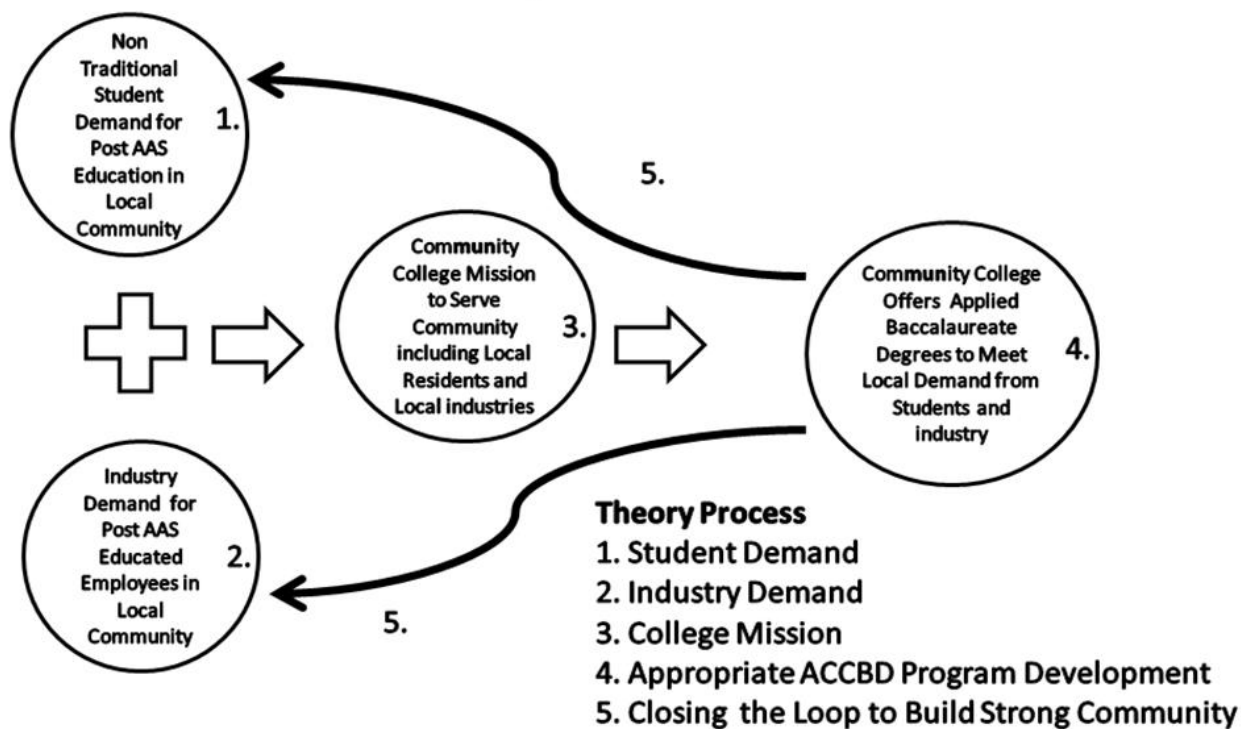 Non
Traditional
Student
Demand for
Post AAS
Education in
Local
Community
1.
5.
Community
College Mission
to Serve
Community
including Local
Residents and
Local industries
3.
Community College
Offers Applied
Baccalaureate
Degrees to Meet
Local Demand from
Students and
industry
4.
Industry
Demand for
Post AAS
Educated
Employees in
Local
Community
2.
5.
Theory Process
1. Student Demand
2. Industry Demand
3. College Mission
4. Appropriate ACCBD Program Development
5. Closing the Loop to Build Strong Community